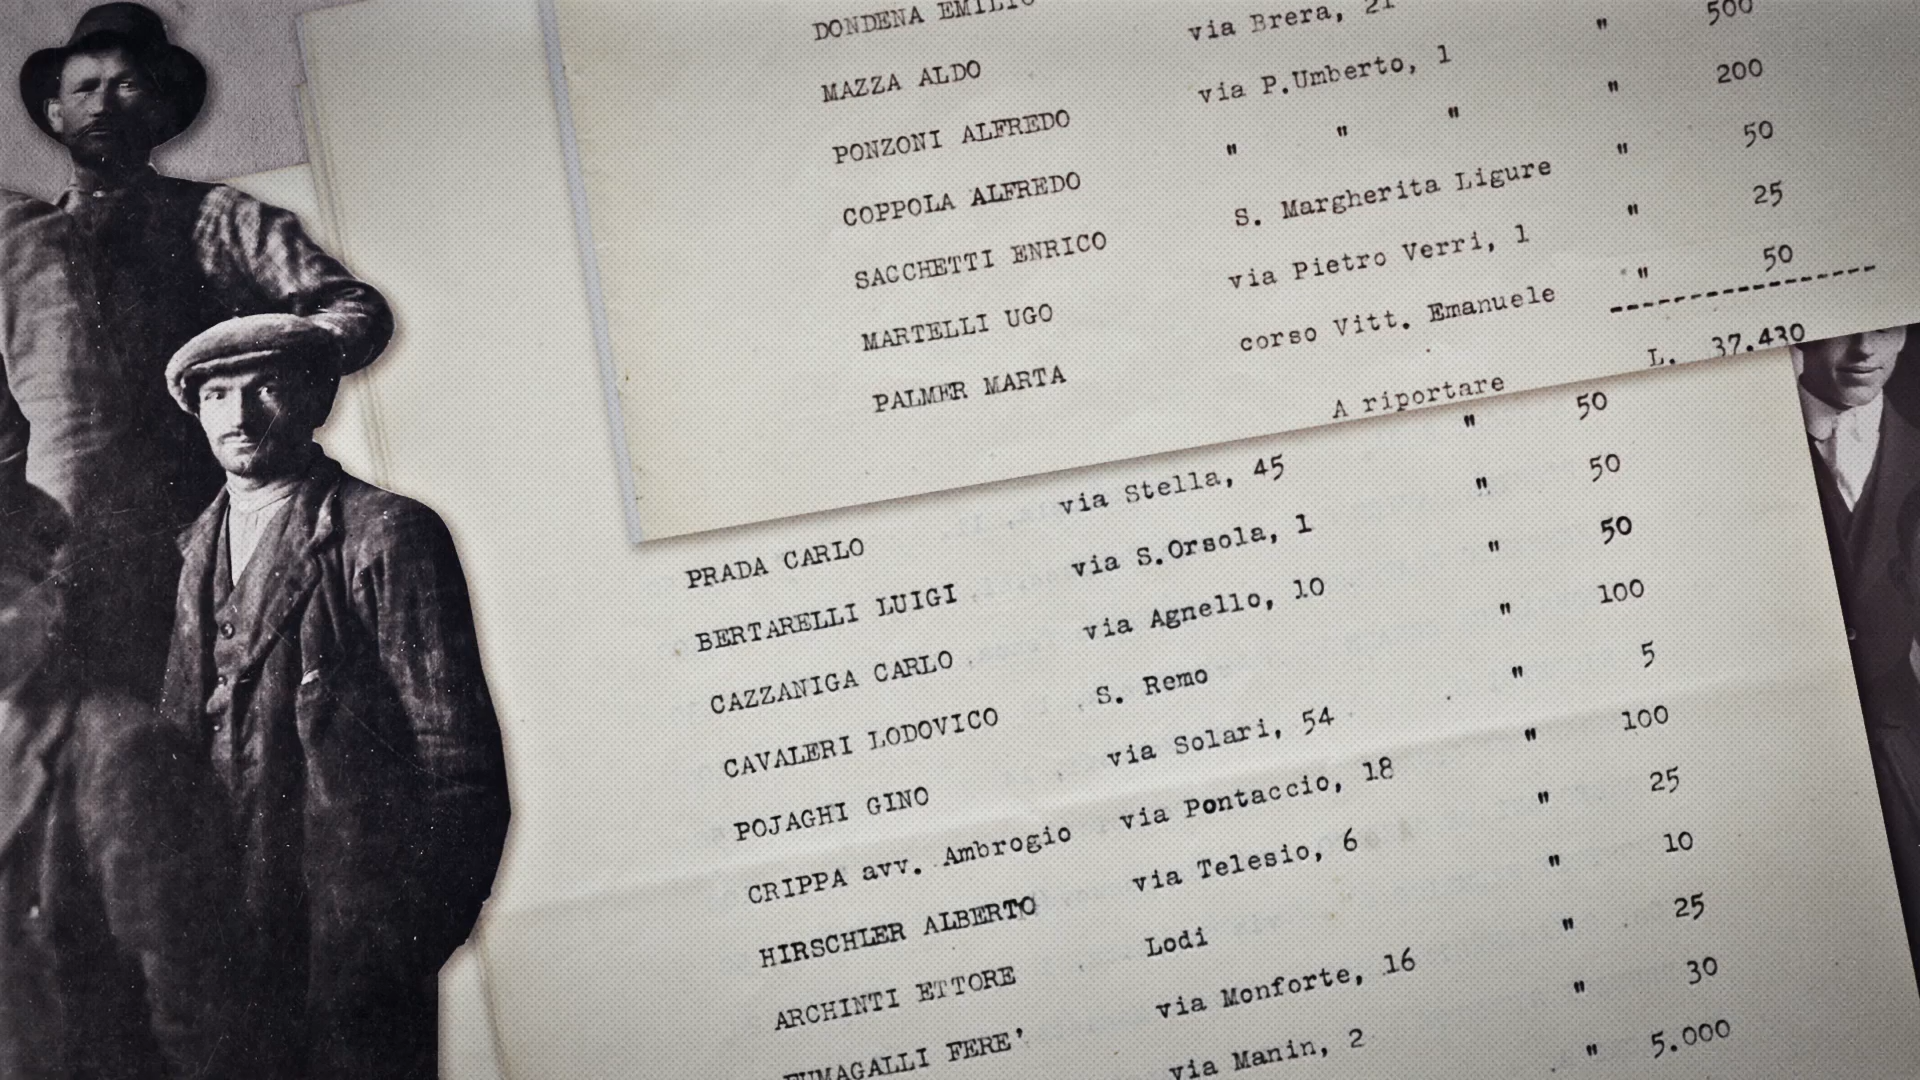 DONDENA EMILIO
MAZZA ALDO via Brera, 21
PONZONI ALFREDO via P.Umberto, 1 " 500
COPPOLA ALFREDO " " " " 200
SACCHETTI ENRICO S. Margherita Ligure " 50
MARTELLI UGO via Pietro Verri, 1 " 25
PALMER MARTA corso Vitt. Emanuele " 50
A riportare L. 37.430
PRADA CARLO via Stella, 45 " 50
BERTARELLI LUIGI via S.Orsola, 1 " 50
CAZZANIGA CARLO via Agnello, 10 " 50
CAVALERI LODOVICO S. Remo " 100
POJAGHI GINO via Solari, 54 " 5
CRIPPA avv. Ambrogio via Pontaccio, 18 " 100
HIRSCHLER ALBERTO via Telesio, 6 " 25
ARCHINTI ETTORE Lodi " 10
FUMAGALLI FERE' via Monforte, 16 " 25
via Manin, 2 " 30
" 5.000